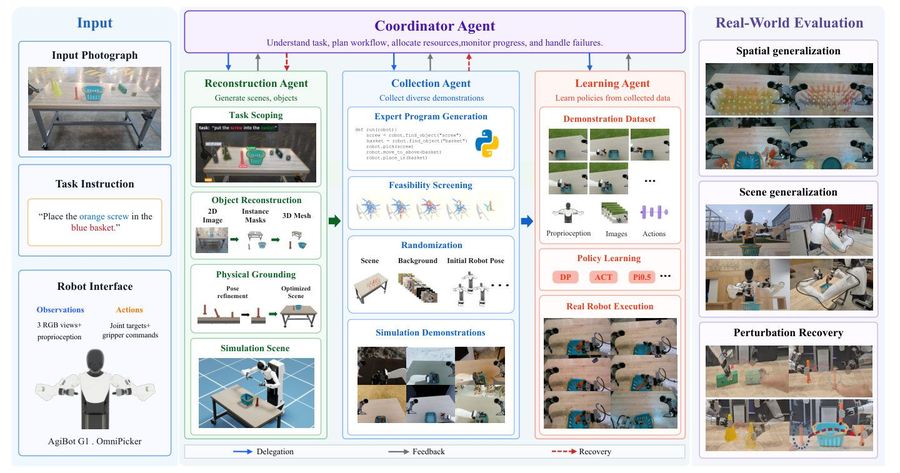 Input
Input Photograph
Task Instruction
“Place the orange screw in the
blue basket.”
Robot Interface
Observations
Actions
3 RGB views+
proprioception
Joint targets+
gripper commands
AgiBot G1 . OmniPicker
Coordinator Agent
Understand task, plan workflow, allocate resources,monitor progress, and handle failures.
Reconstruction Agent
Generate scenes, objects
Task Scoping
task: "put the screw into the basket"
Object Reconstruction
2D
Image
Instance
Masks
3D Mesh
Physical Grounding
Pose
refinement
Optimized
Scene
Simulation Scene
Collection Agent
Collect diverse demonstrations
Expert Program Generation
def run(robot):
screw = robot.find_object("screw")
basket = robot.find_object("basket")
robot.pick(screw)
robot.move_to_above(basket)
robot.place_in(basket)
Feasibility Screening
Randomization
Scene
Background
Initial Robot Pose
Simulation Demonstrations
Learning Agent
Learn policies from collected data
Demonstration Dataset
Proprioception
Images
Actions
Policy Learning
DP
ACT
Pi0.5
Real Robot Execution
Delegation
Feedback
Recovery
Real-World Evaluation
Spatial generalization
Scene generalization
Perturbation Recovery